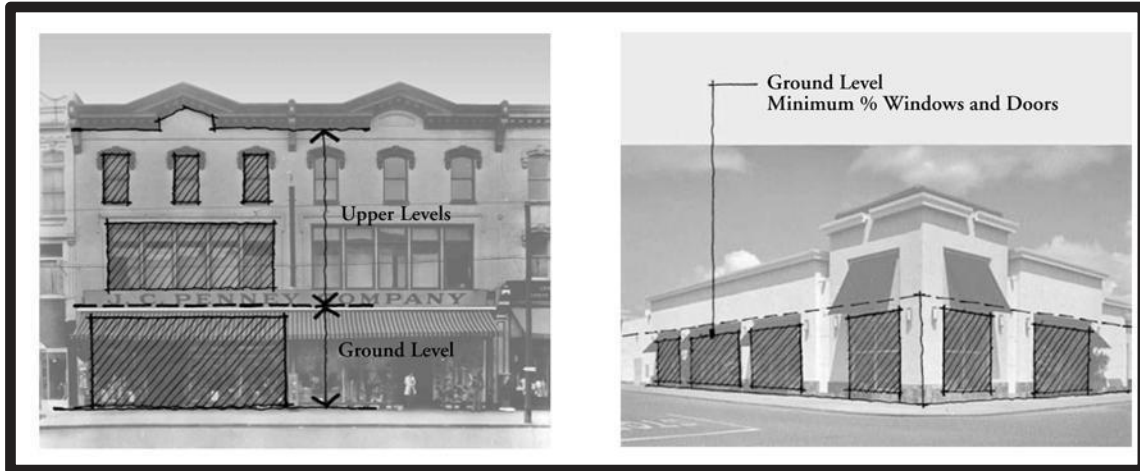 Upper Levels
J. C. PENNEY COMPANY
Ground Level
Ground Level
Minimum % Windows and Doors